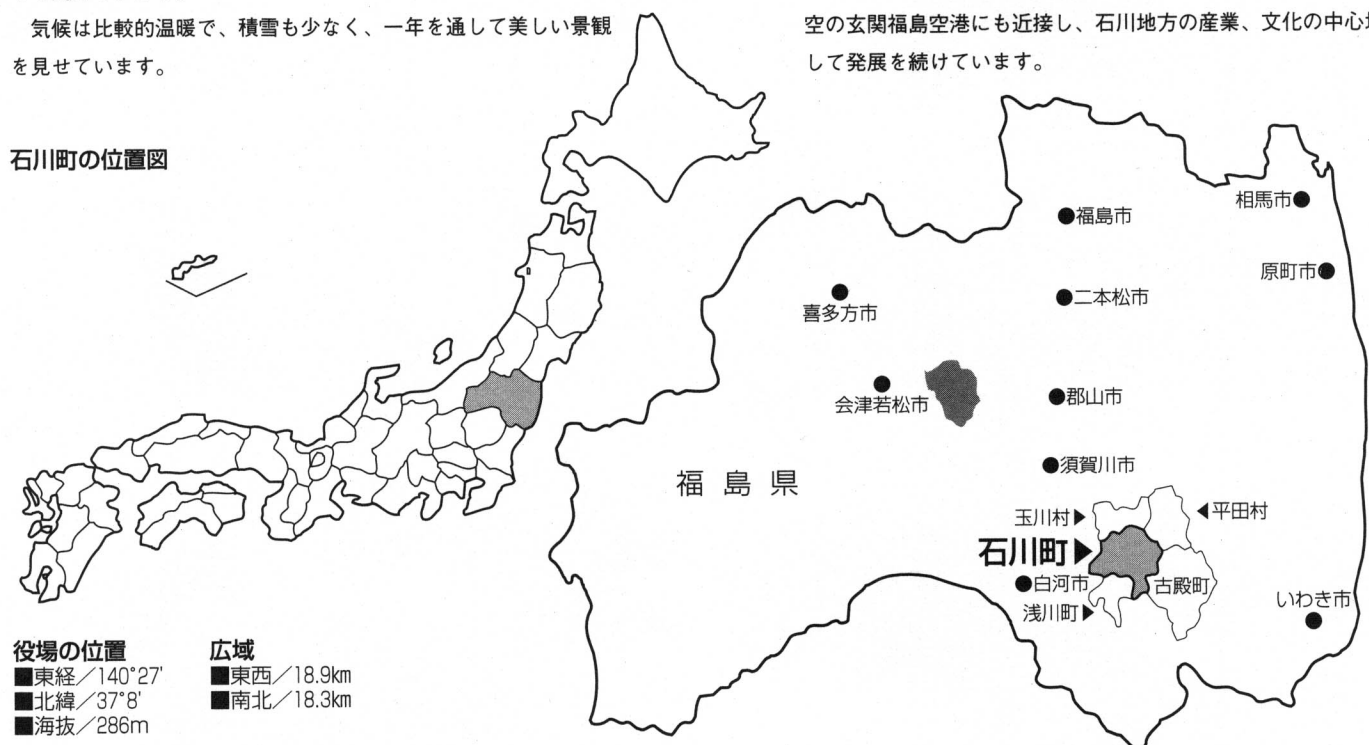 気候は比較的温暖で、積雪も少なく、一年を通して美しい景観
を見せています。
空の玄関福島空港にも近接し、石川地方の産業、文化の中心
して発展を続けています。
石川町の位置図
福島県
●福島市
相馬市●
原町市●
●二本松市
喜多方市
会津若松市
●郡山市
●須賀川市
玉川村▶
◀平田村
石川町▶
●白河市
古殿町
浅川町▶
いわき市
役場の位置
■東経／140°27'
■北緯／37°8'
■海抜／286m
広域
■東西／18.9km
■南北／18.3km